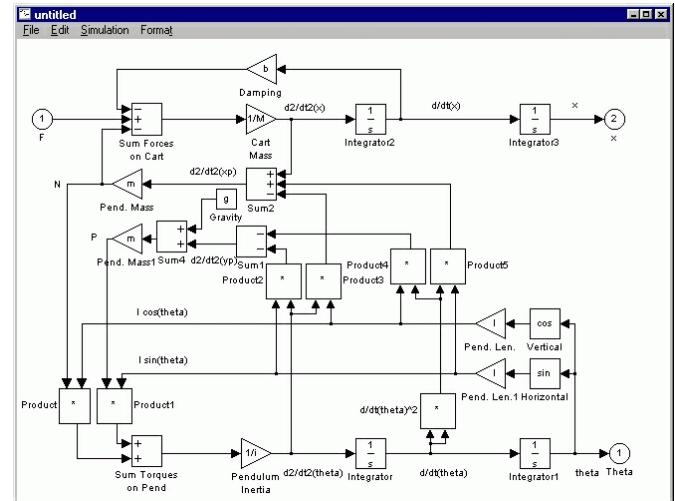 untitled
File Edit Simulation Format
b
Damping
1
F
−
+
−
Sum Forces
on Cart
1/M
Cart
Mass
d2/dt2(x)
1
s
Integrator2
d/dt(x)
1
s
Integrator3
x
2
x
N
m
Pend. Mass
d2/dt2(xp)
+
+
−
Sum2
g
Gravity
P
m
Pend. Mass1
+
+
Sum4
d2/dt2(yp)
−
−
Sum1
Product2
*
*
Product3
Product4
*
*
Product5
l cos(theta)
l
Pend. Len.
cos
Vertical
l sin(theta)
l
Pend. Len.1
sin
Horizontal
Product
*
*
Product1
d/dt(theta)^2
*
+
+
Sum Torques
on Pend
1/i
Pendulum
Inertia
d2/dt2(theta)
1
s
Integrator
d/dt(theta)
1
s
Integrator1
theta
1
Theta